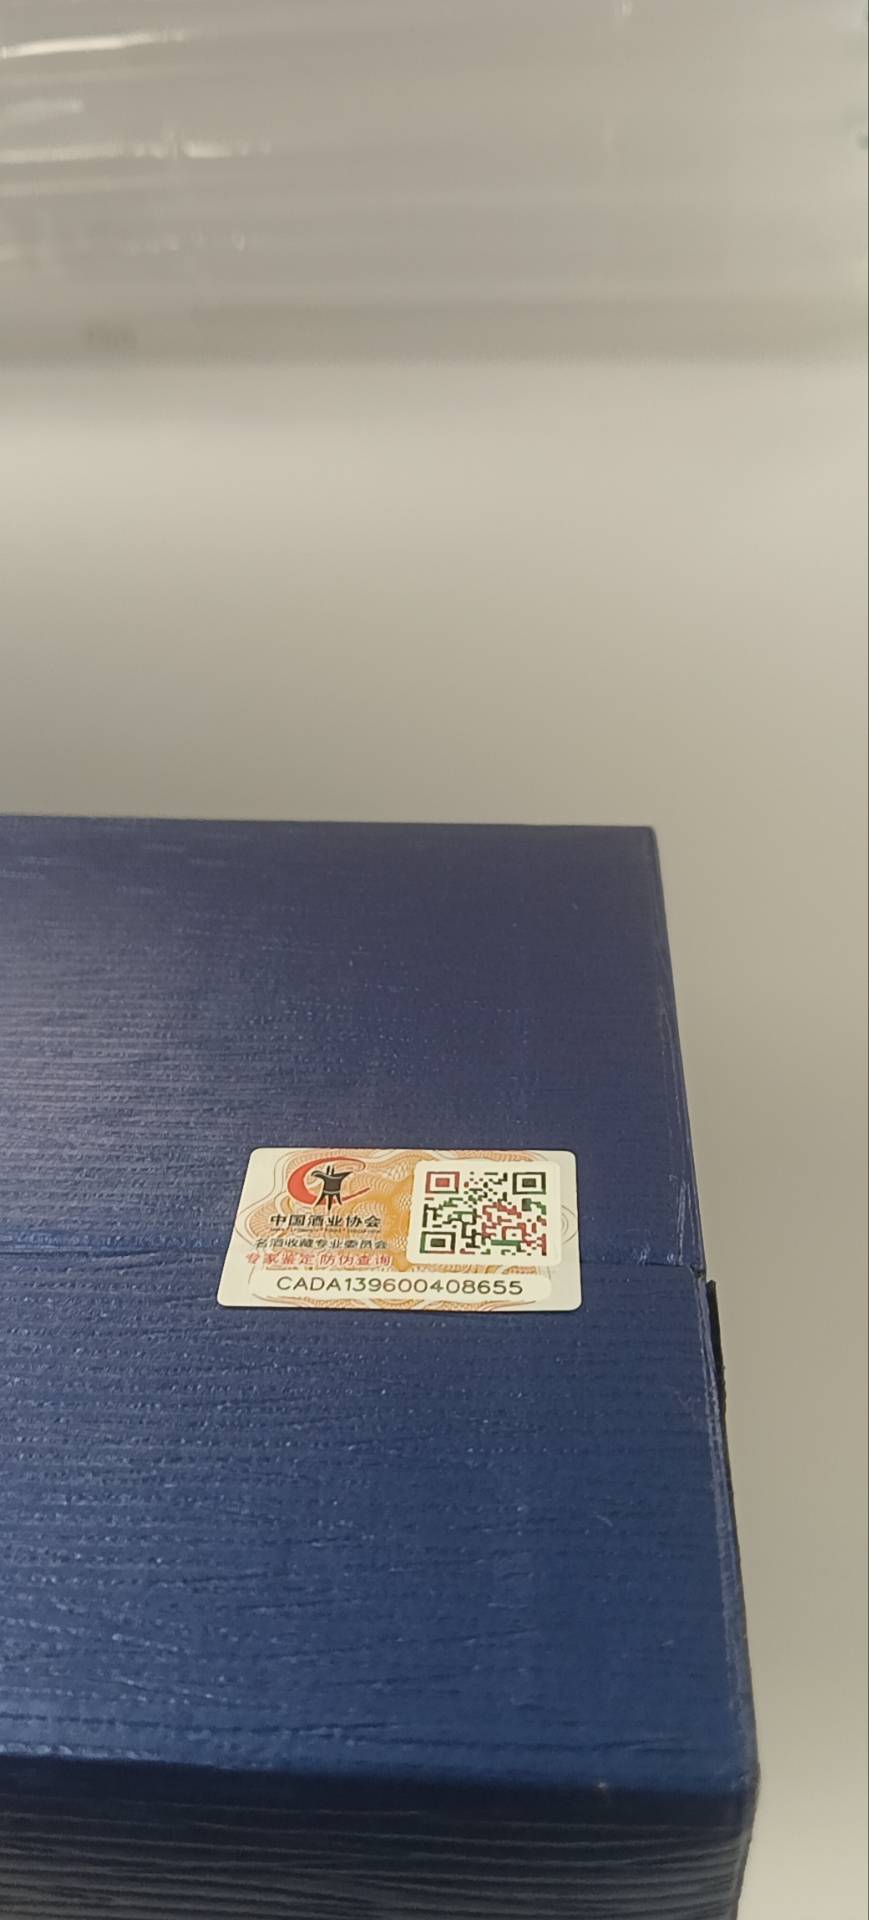 中国酒业协会
名酒收藏专业委员会
专家鉴定 防伪查询
CADA139600408655